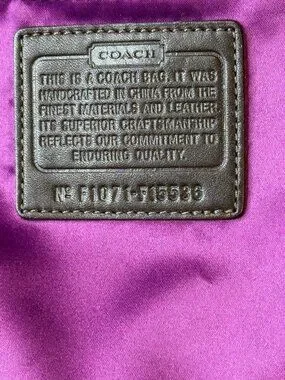 COACH
THIS IS A COACH BAG. IT WAS
HANDCRAFTED IN CHINA FROM THE
FINEST MATERIALS AND LEATHER
ITS SUPERIOR CRAFTSMANSHIP
REFLECTS OUR COMMITMENT TO
ENDURING QUALITY.
Nº F1071-F15536